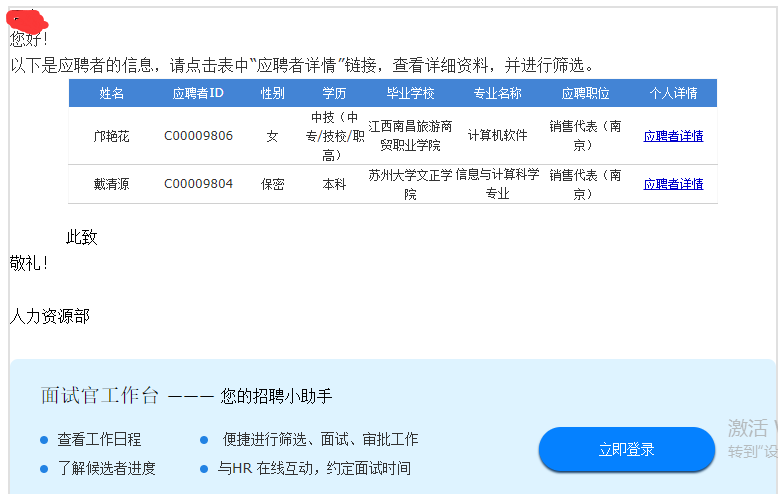 您好！
以下是应聘者的信息，请点击表中“应聘者详情”链接，查看详细资料，并进行筛选。
姓名 应聘者ID 性别 学历 毕业学校 专业名称 应聘职位 个人详情
邝艳花 C00009806 女 中技（中专/技校/职高） 江西南昌旅游商贸职业学院 计算机软件 销售代表（南京） 应聘者详情
戴清源 C00009804 保密 本科 苏州大学文正学院 信息与计算科学专业 销售代表（南京） 应聘者详情
此致
敬礼！
人力资源部
面试官工作台 ——— 您的招聘小助手
查看工作日程 便捷进行筛选、面试、审批工作
了解候选者进度 与HR 在线互动，约定面试时间
立即登录
激活
转到"设